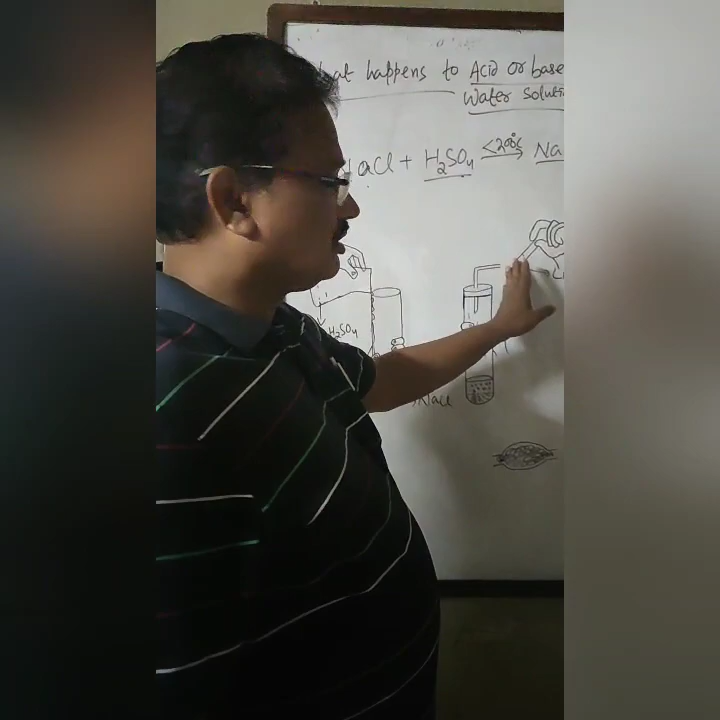 at happens to Acid or base
Water Soluti
aCl + H₂SO₄ <200°C Na
H₂SO₄
NaCl